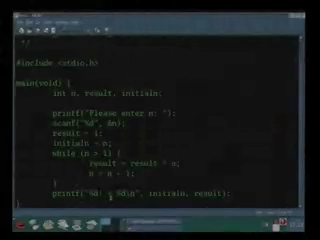 */
#include <stdio.h>
main(void) {
int n, result, initialn;
printf("Please enter n: ");
scanf("%d", &n);
result = 1;
initialn = n;
while (n > 1) {
result = result * n;
n = n - 1;
}
printf("%d! = %d\n", initialn, result);
}